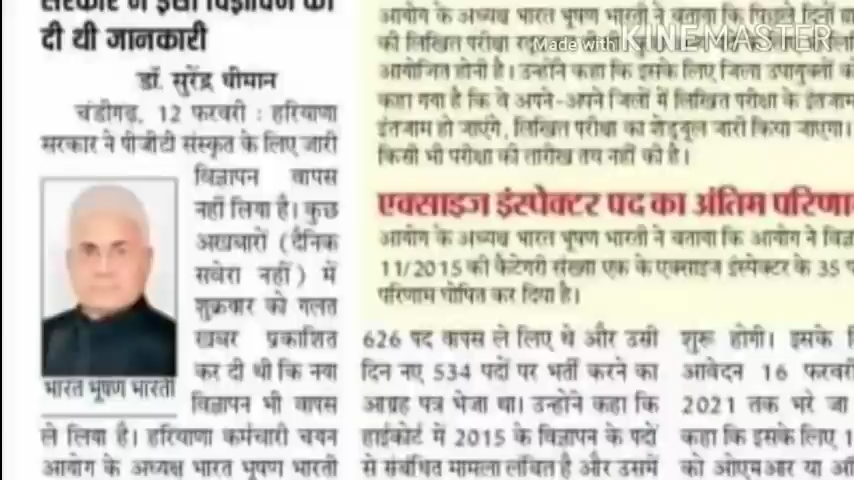 सरकार ने इसी विज्ञापन की
दी थी जानकारी
डॉ. सुरेंद्र धीमान
चंडीगढ़, 12 फरवरी : हरियाणा
सरकार ने पीजीटी संस्कृत के लिए जारी
विज्ञापन वापस
नहीं लिया है। कुछ
अखबारों (दैनिक
सवेरा नहीं) में
शुक्रवार को गलत
खबर प्रकाशित
कर दी थी कि नया
विज्ञापन भी वापस
भारत भूषण भारती
ले लिया है। हरियाणा कर्मचारी चयन
आयोग के अध्यक्ष भारत भूषण भारती
आयोग के अध्यक्ष भारत भूषण भारती ने बताया कि पिछले दिनों
की लिखित परीक्षा
आयोजित होनी है। उन्होंने कहा कि इसके लिए जिला उपायुक्तों को
कहा गया है कि वे अपने-अपने जिलों में लिखित परीक्षा के इंतजाम
इंतजाम हो जाएंगे, लिखित परीक्षा का शेड्यूल जारी किया जाएगा।
किसी भी परीक्षा की तारीख तय नहीं की है।
Made with KINEMASTER
एक्साइज इंस्पेक्टर पद का अंतिम परिणा
आयोग के अध्यक्ष भारत भूषण भारती ने बताया कि आयोग ने विज्ञा
11/2015 की कैटेगरी संख्या एक के एक्साइज इंस्पेक्टर के 35 प
परिणाम घोषित कर दिया है।
626 पद वापस ले लिए थे और उसी
दिन नए 534 पदों पर भर्ती करने का
आग्रह पत्र भेजा था। उन्होंने कहा कि
हाईकोर्ट में 2015 के विज्ञापन के पदों
से संबंधित मामला लंबित है और उसमें
शुरू होगी। इसके
आवेदन 16 फरवरी
2021 तक भरे जा
कहा कि इसके लिए 1
को ओएमआर या